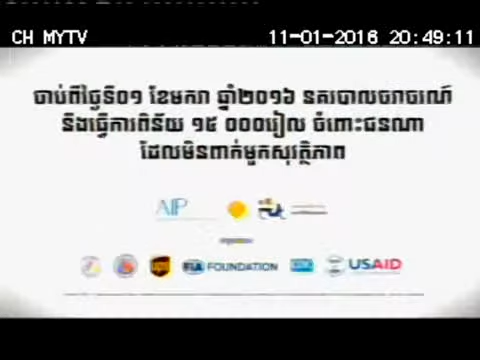 CH MYTV 11-01-2016 20:49:11
ចាប់ពីថ្ងៃទី០១ ខែមករា ឆ្នាំ២០១៦ នគរបាលចរាចរណ៍
នឹងធ្វើការពិន័យ ១៥ ០០០រៀល ចំពោះជនណា
ដែលមិនពាក់មួកសុវត្ថិភាព
AIP
UPS FIA FOUNDATION USAID